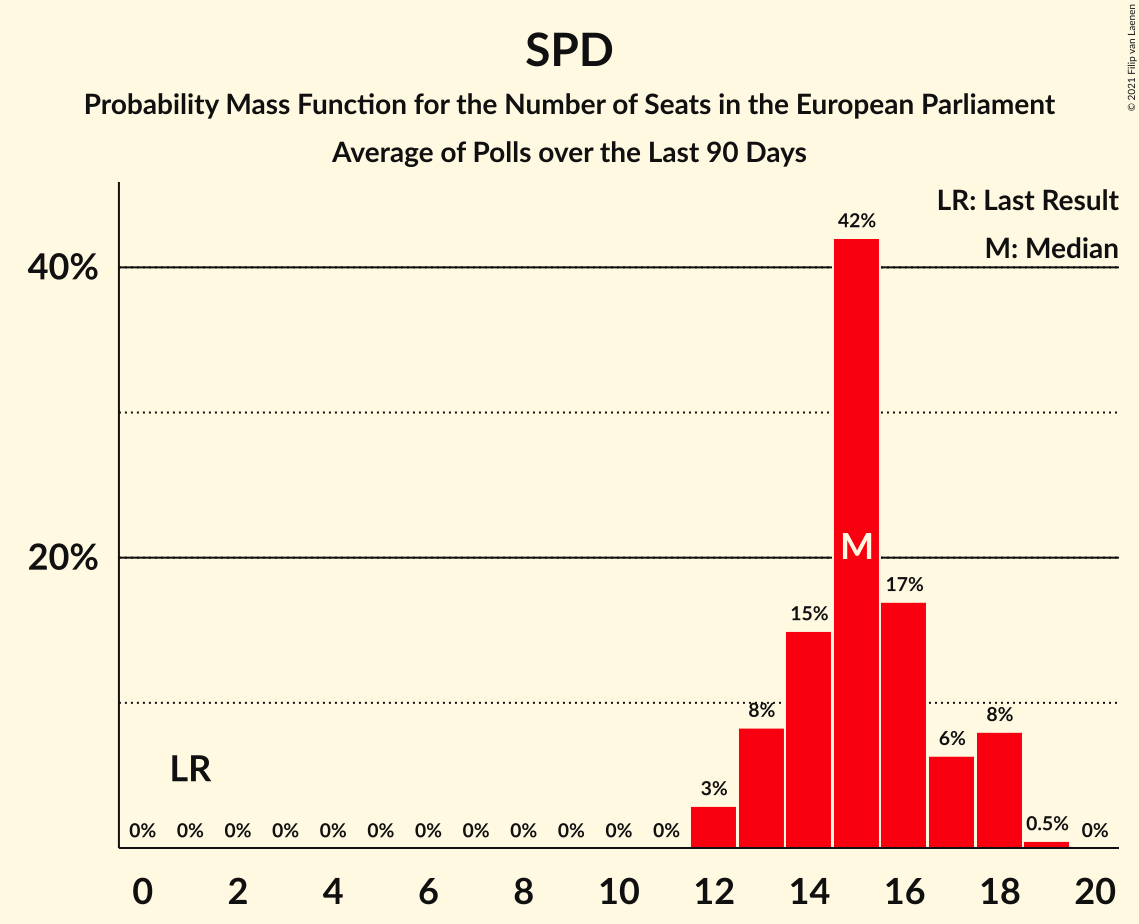 SPD
Probability Mass Function for the Number of Seats in the European Parliament
Average of Polls over the Last 90 Days
© 2021 Filip van Laenen
LR: Last Result
M: Median
42%
40%
M
20%
17%
15%
8%
8%
6%
LR
3%
0.5%
0% 0% 0% 0% 0% 0% 0% 0% 0% 0% 0% 0% 0%
0 2 4 6 8 10 12 14 16 18 20